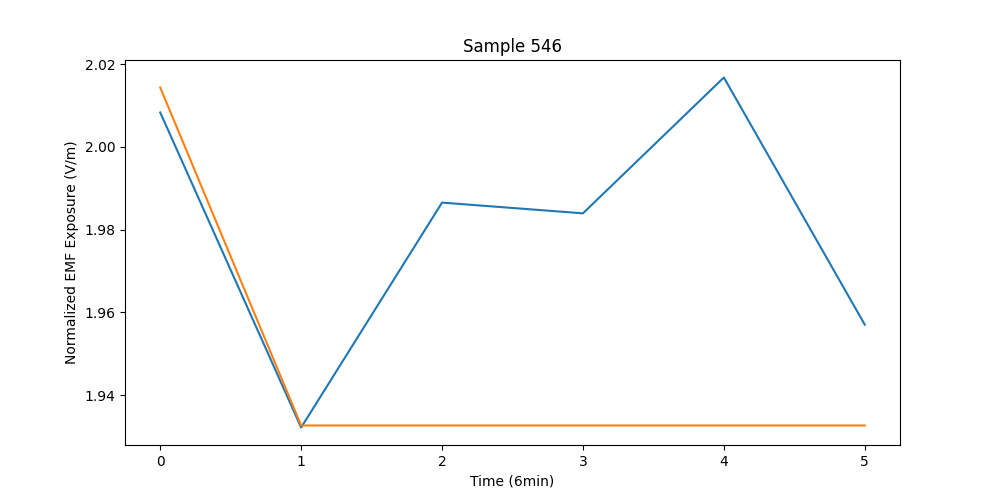 Sample 546
Normalized EMF Exposure (V/m)
2.02
2.00
1.98
1.96
1.94
0 1 2 3 4 5
Time (6min)